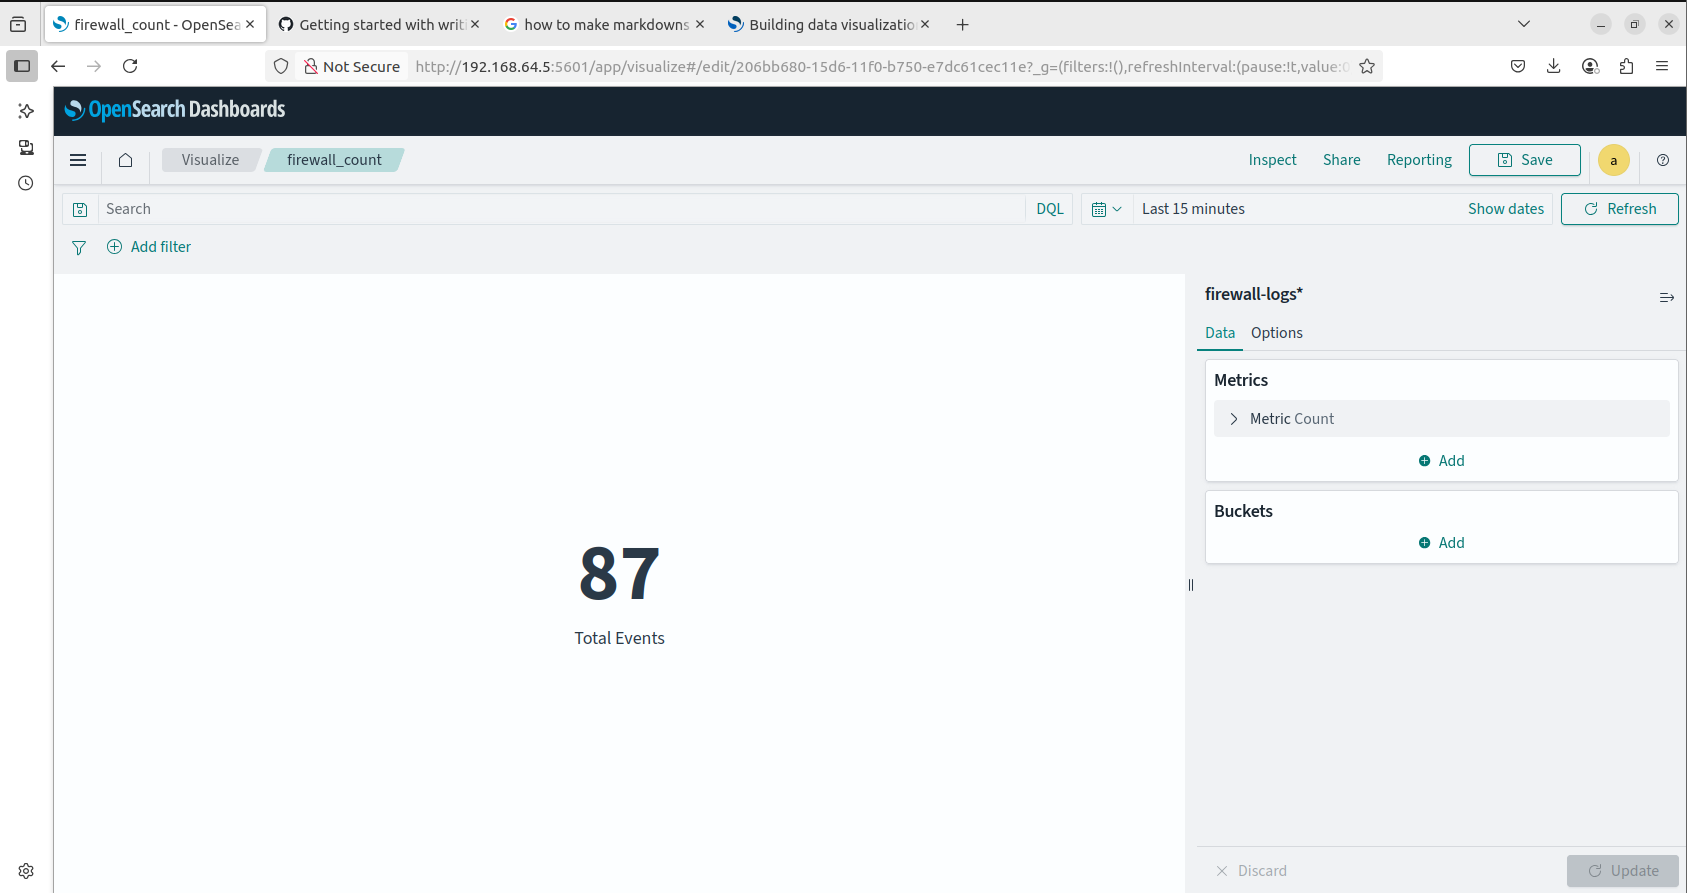 firewall_count - OpenSea
Getting started with writ
how to make markdowns
Building data visualizatio
Not Secure
http://192.168.64.5:5601/app/visualize#/edit/206bb680-15d6-11f0-b750-e7dc61cec11e?_g=(filters:!(),refreshInterval:(pause:!t,value:0
OpenSearch Dashboards
Visualize
firewall_count
Inspect
Share
Reporting
Save
a
Search
DQL
Last 15 minutes
Show dates
Refresh
Add filter
87
Total Events
firewall-logs*
Data
Options
Metrics
Metric Count
Add
Buckets
Add
Discard
Update